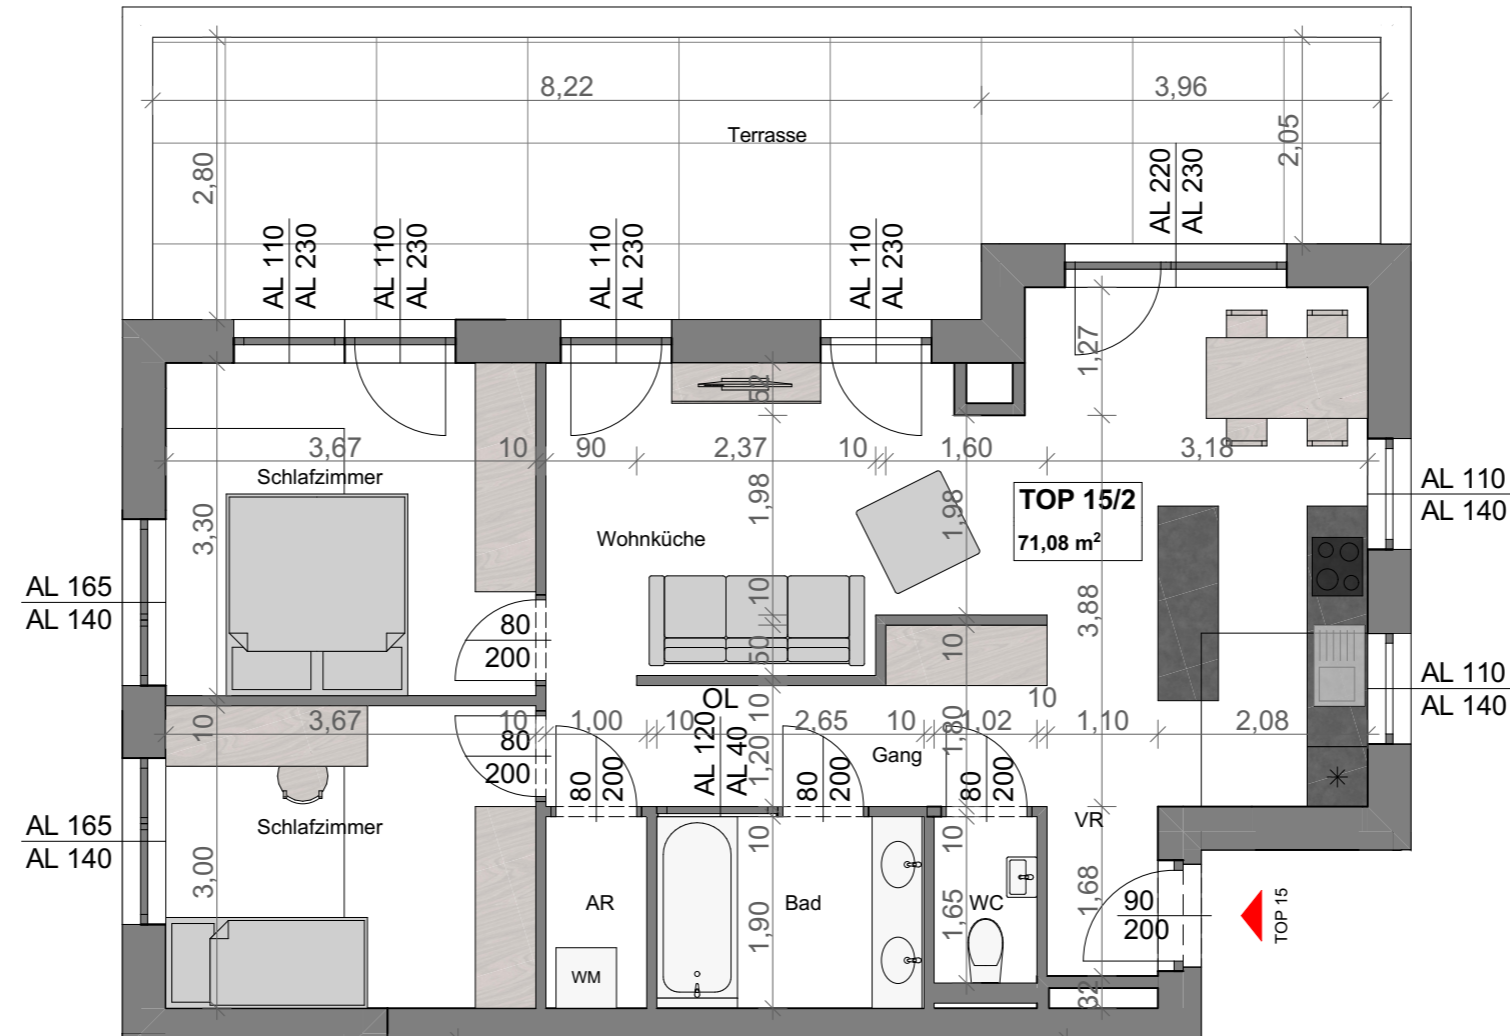 8,22
3,96
Terrasse
2,80
2,05
AL 110
AL 230
AL 110
AL 230
AL 110
AL 230
AL 110
AL 230
AL 220
AL 230
1,27
52
3,67
10
90
2,37
10
1,60
3,18
Schlafzimmer
AL 110
AL 140
3,30
1,98
1,98
TOP 15/2
71,08 m²
Wohnküche
AL 165
AL 140
10
3,88
80
200
50
10
OL
10
AL 110
AL 140
10
3,67
10
1,00
10
10
2,65
10
1,80
1,02
1,10
2,08
80
200
AL 120
AL 40
1,20
Gang
80
200
80
200
80
200
VR
AL 165
AL 140
Schlafzimmer
10
10
3,00
1,68
90
200
AR
Bad
WC
1,90
1,65
TOP 15
WM
32